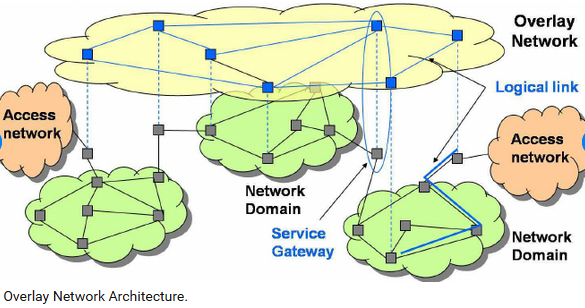 Overlay
Network
Logical link
Access
network
Access
network
Network
Domain
Service
Gateway
Network
Domain
Overlay Network Architecture.